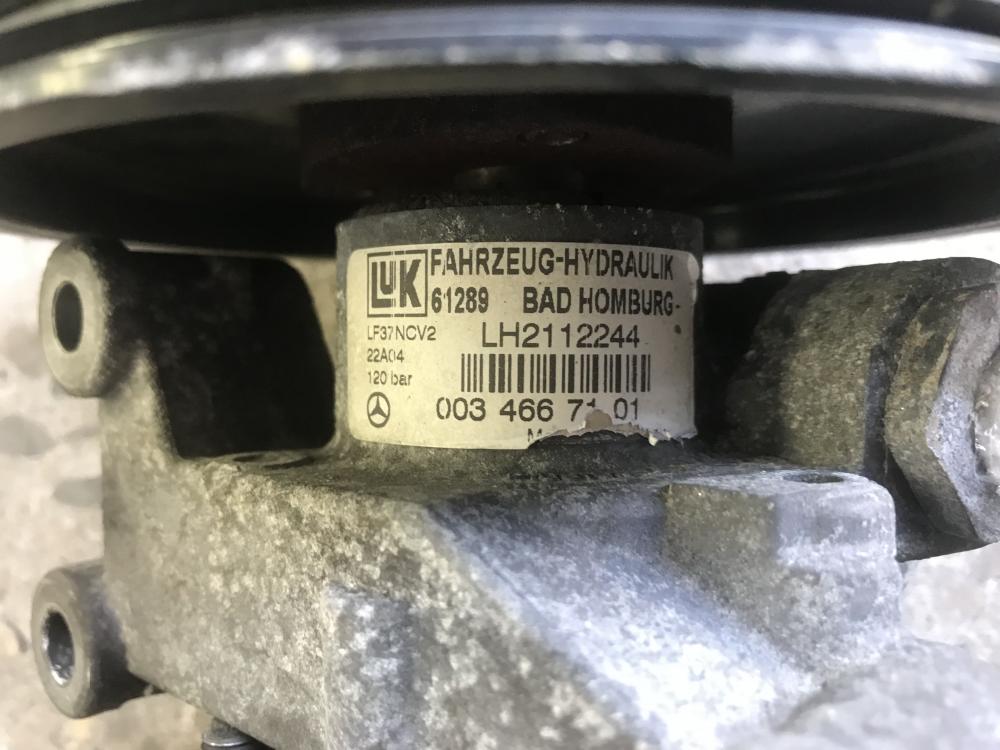 LUK FAHRZEUG-HYDRAULIK
61289 BAD HOMBURG-
LF37NCV2 LH2112244
22A04
120 bar
003 466 71 01